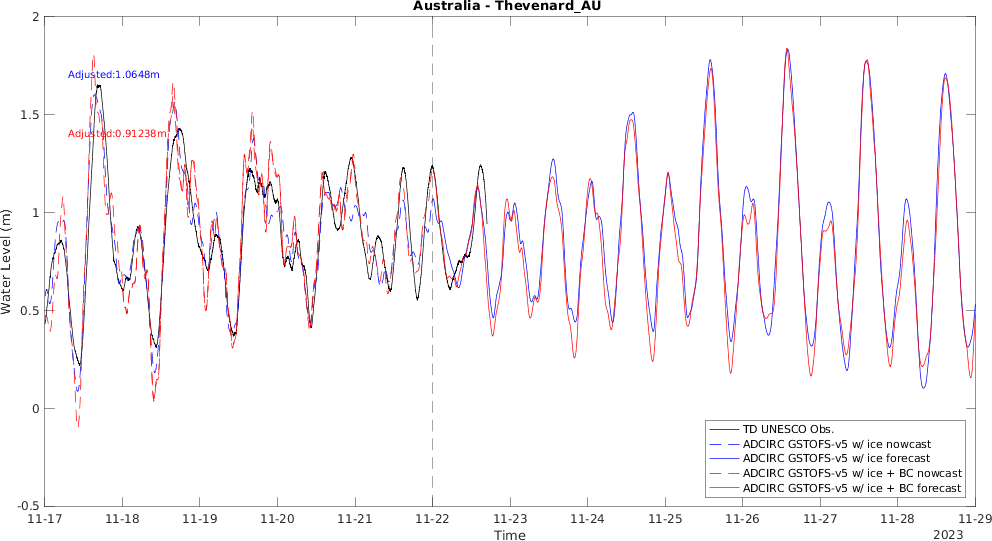 Australia - Thevenard_AU
2
1.5
1
0.5
0
-0.5
Water Level (m)
Adjusted:1.0648m
Adjusted:0.91238m
TD UNESCO Obs.
ADCIRC GSTOFS-v5 w/ ice nowcast
ADCIRC GSTOFS-v5 w/ ice forecast
ADCIRC GSTOFS-v5 w/ ice + BC nowcast
ADCIRC GSTOFS-v5 w/ ice + BC forecast
11-17 11-18 11-19 11-20 11-21 11-22 11-23 11-24 11-25 11-26 11-27 11-28 11-29
Time
2023